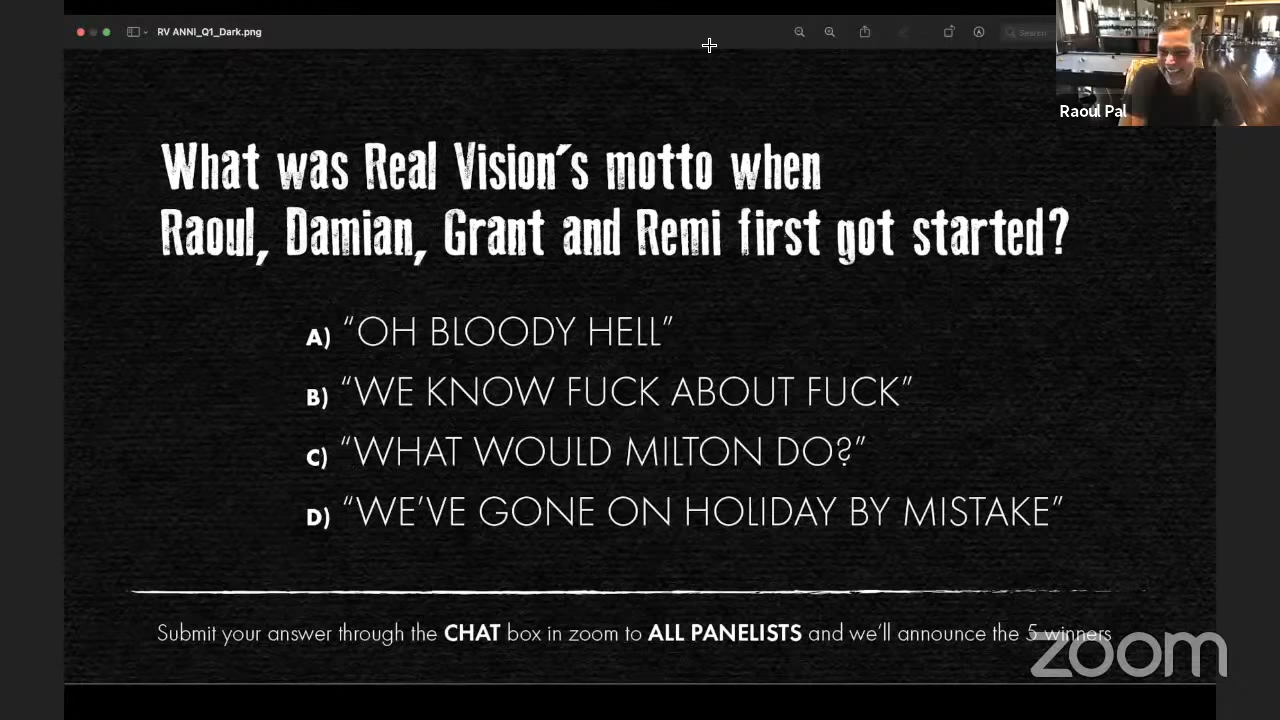 RV ANNI_Q1_Dark.png
Search
Raoul Pal
What was Real Vision's motto when
Raoul, Damian, Grant and Remi first got started?
A) “OH BLOODY HELL”
B) “WE KNOW FUCK ABOUT FUCK”
C) “WHAT WOULD MILTON DO?”
D) “WE’VE GONE ON HOLIDAY BY MISTAKE”
Submit your answer through the CHAT box in zoom to ALL PANELISTS and we’ll announce the 5 winners
zoom